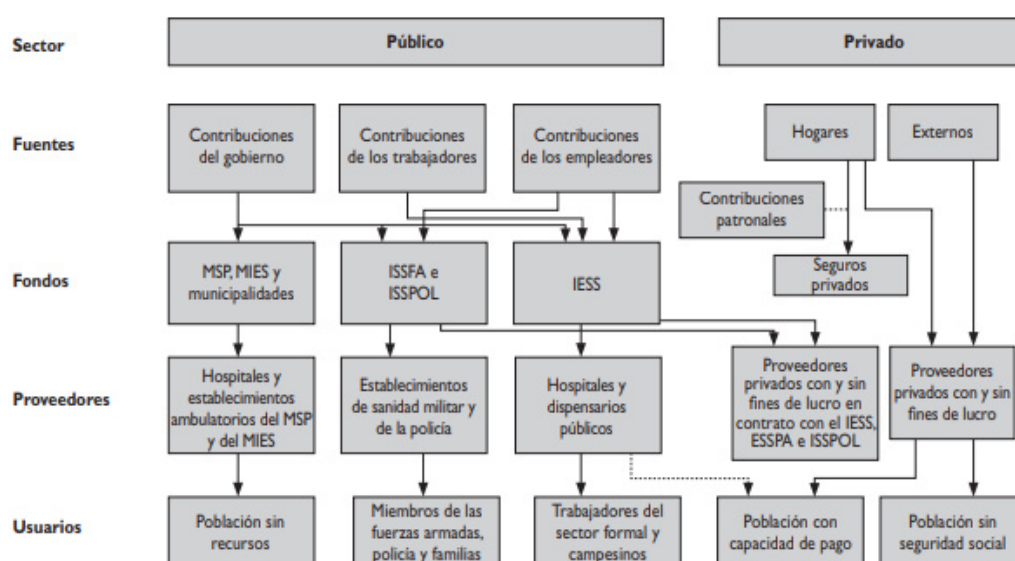 Sector
Público
Privado
Fuentes
Contribuciones
del gobierno
Contribuciones
de los trabajadores
Contribuciones
de los empleadores
Hogares
Externos
Contribuciones
patronales
Fondos
MSP, MIES y
municipalidades
ISSFA e
ISSPOL
IESS
Seguros
privados
Proveedores
Hospitales y
establecimientos
ambulatorios del MSP
y del MIES
Establecimientos
de sanidad militar y
de la policía
Hospitales y
dispensarios
públicos
Proveedores
privados con y sin
fines de lucro en
contrato con el IESS,
ESSPA e ISSPOL
Proveedores
privados con y sin
fines de lucro
Usuarios
Población sin
recursos
Miembros de las
fuerzas armadas,
policía y familias
Trabajadores del
sector formal y
campesinos
Población con
capacidad de pago
Población sin
seguridad social